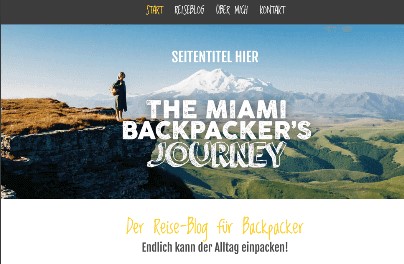 START REISEBLOG ÜBER MICH KONTAKT
SEITENTITEL HIER
THE MIAMI
BACKPACKER'S
JOURNEY
Der Reise-Blog für Backpacker
Endlich kann der Alltag einpacken!